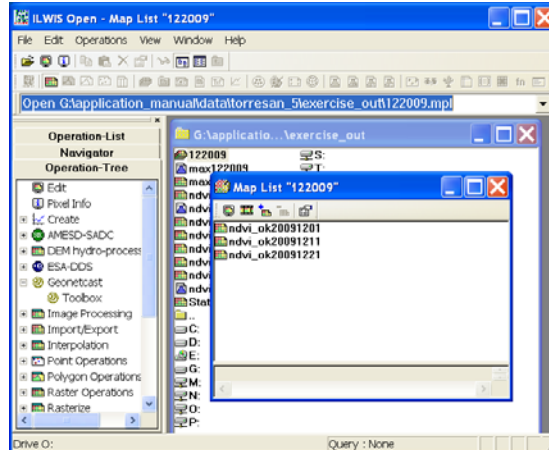 ILWIS Open - Map List "122009"
File Edit Operations View Window Help
Open G:\application_manual\data\torresan_5\exercise_out\122009.mpl
Operation-List
Navigator
Operation-Tree
Edit
Pixel Info
Create
AMESD-SADC
DEM hydro-process
ESA-DDS
Geonetcast
Toolbox
Image Processing
Import/Export
Interpolation
Point Operations
Polygon Operations
Raster Operations
Rasterize
G:\applicatio...\exercise_out
122009
max122009
max
ndvi
ndvi
ndvi
ndvi
ndvi
ndvi
ndvi
Stat
..
C:
D:
E:
G:
M:
N:
O:
P:
S:
T:
Map List "122009"
ndvi_ok20091201
ndvi_ok20091211
ndvi_ok20091221
Drive O:
Query : None